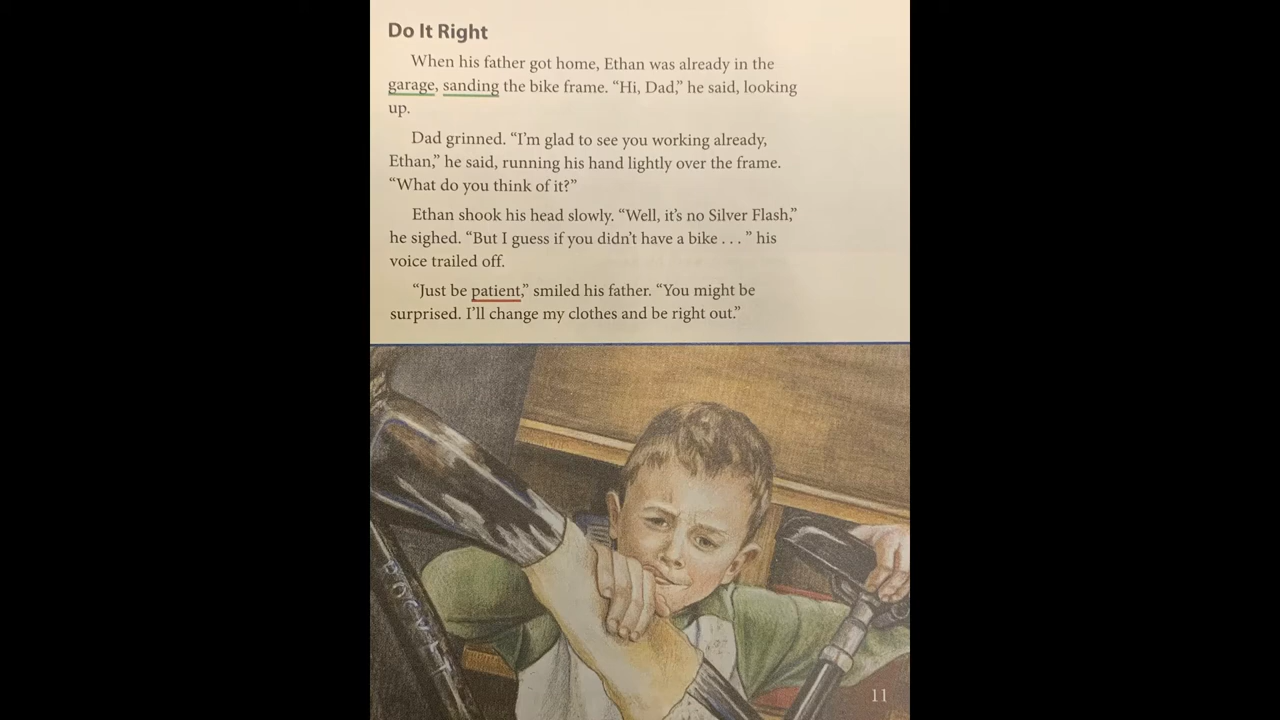 Do It Right
When his father got home, Ethan was already in the
garage, sanding the bike frame. “Hi, Dad,” he said, looking
up.
Dad grinned. “I’m glad to see you working already,
Ethan,” he said, running his hand lightly over the frame.
“What do you think of it?”
Ethan shook his head slowly. “Well, it’s no Silver Flash,”
he sighed. “But I guess if you didn’t have a bike . . . ” his
voice trailed off.
“Just be patient,” smiled his father. “You might be
surprised. I’ll change my clothes and be right out.”
11